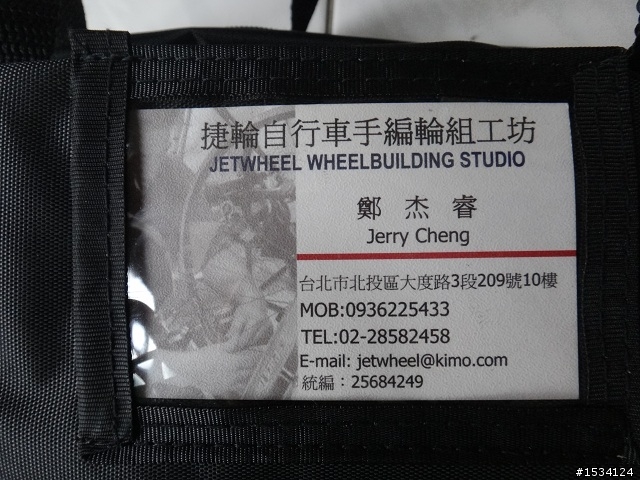 捷輪自行車手編輪組工坊
JETWHEEL WHEELBUILDING STUDIO
鄭 杰 睿
Jerry Cheng
台北市北投區大度路3段209號10樓
MOB:0936225433
TEL:02-28582458
E-mail: jetwheel@kimo.com
統編：25684249
#1534124